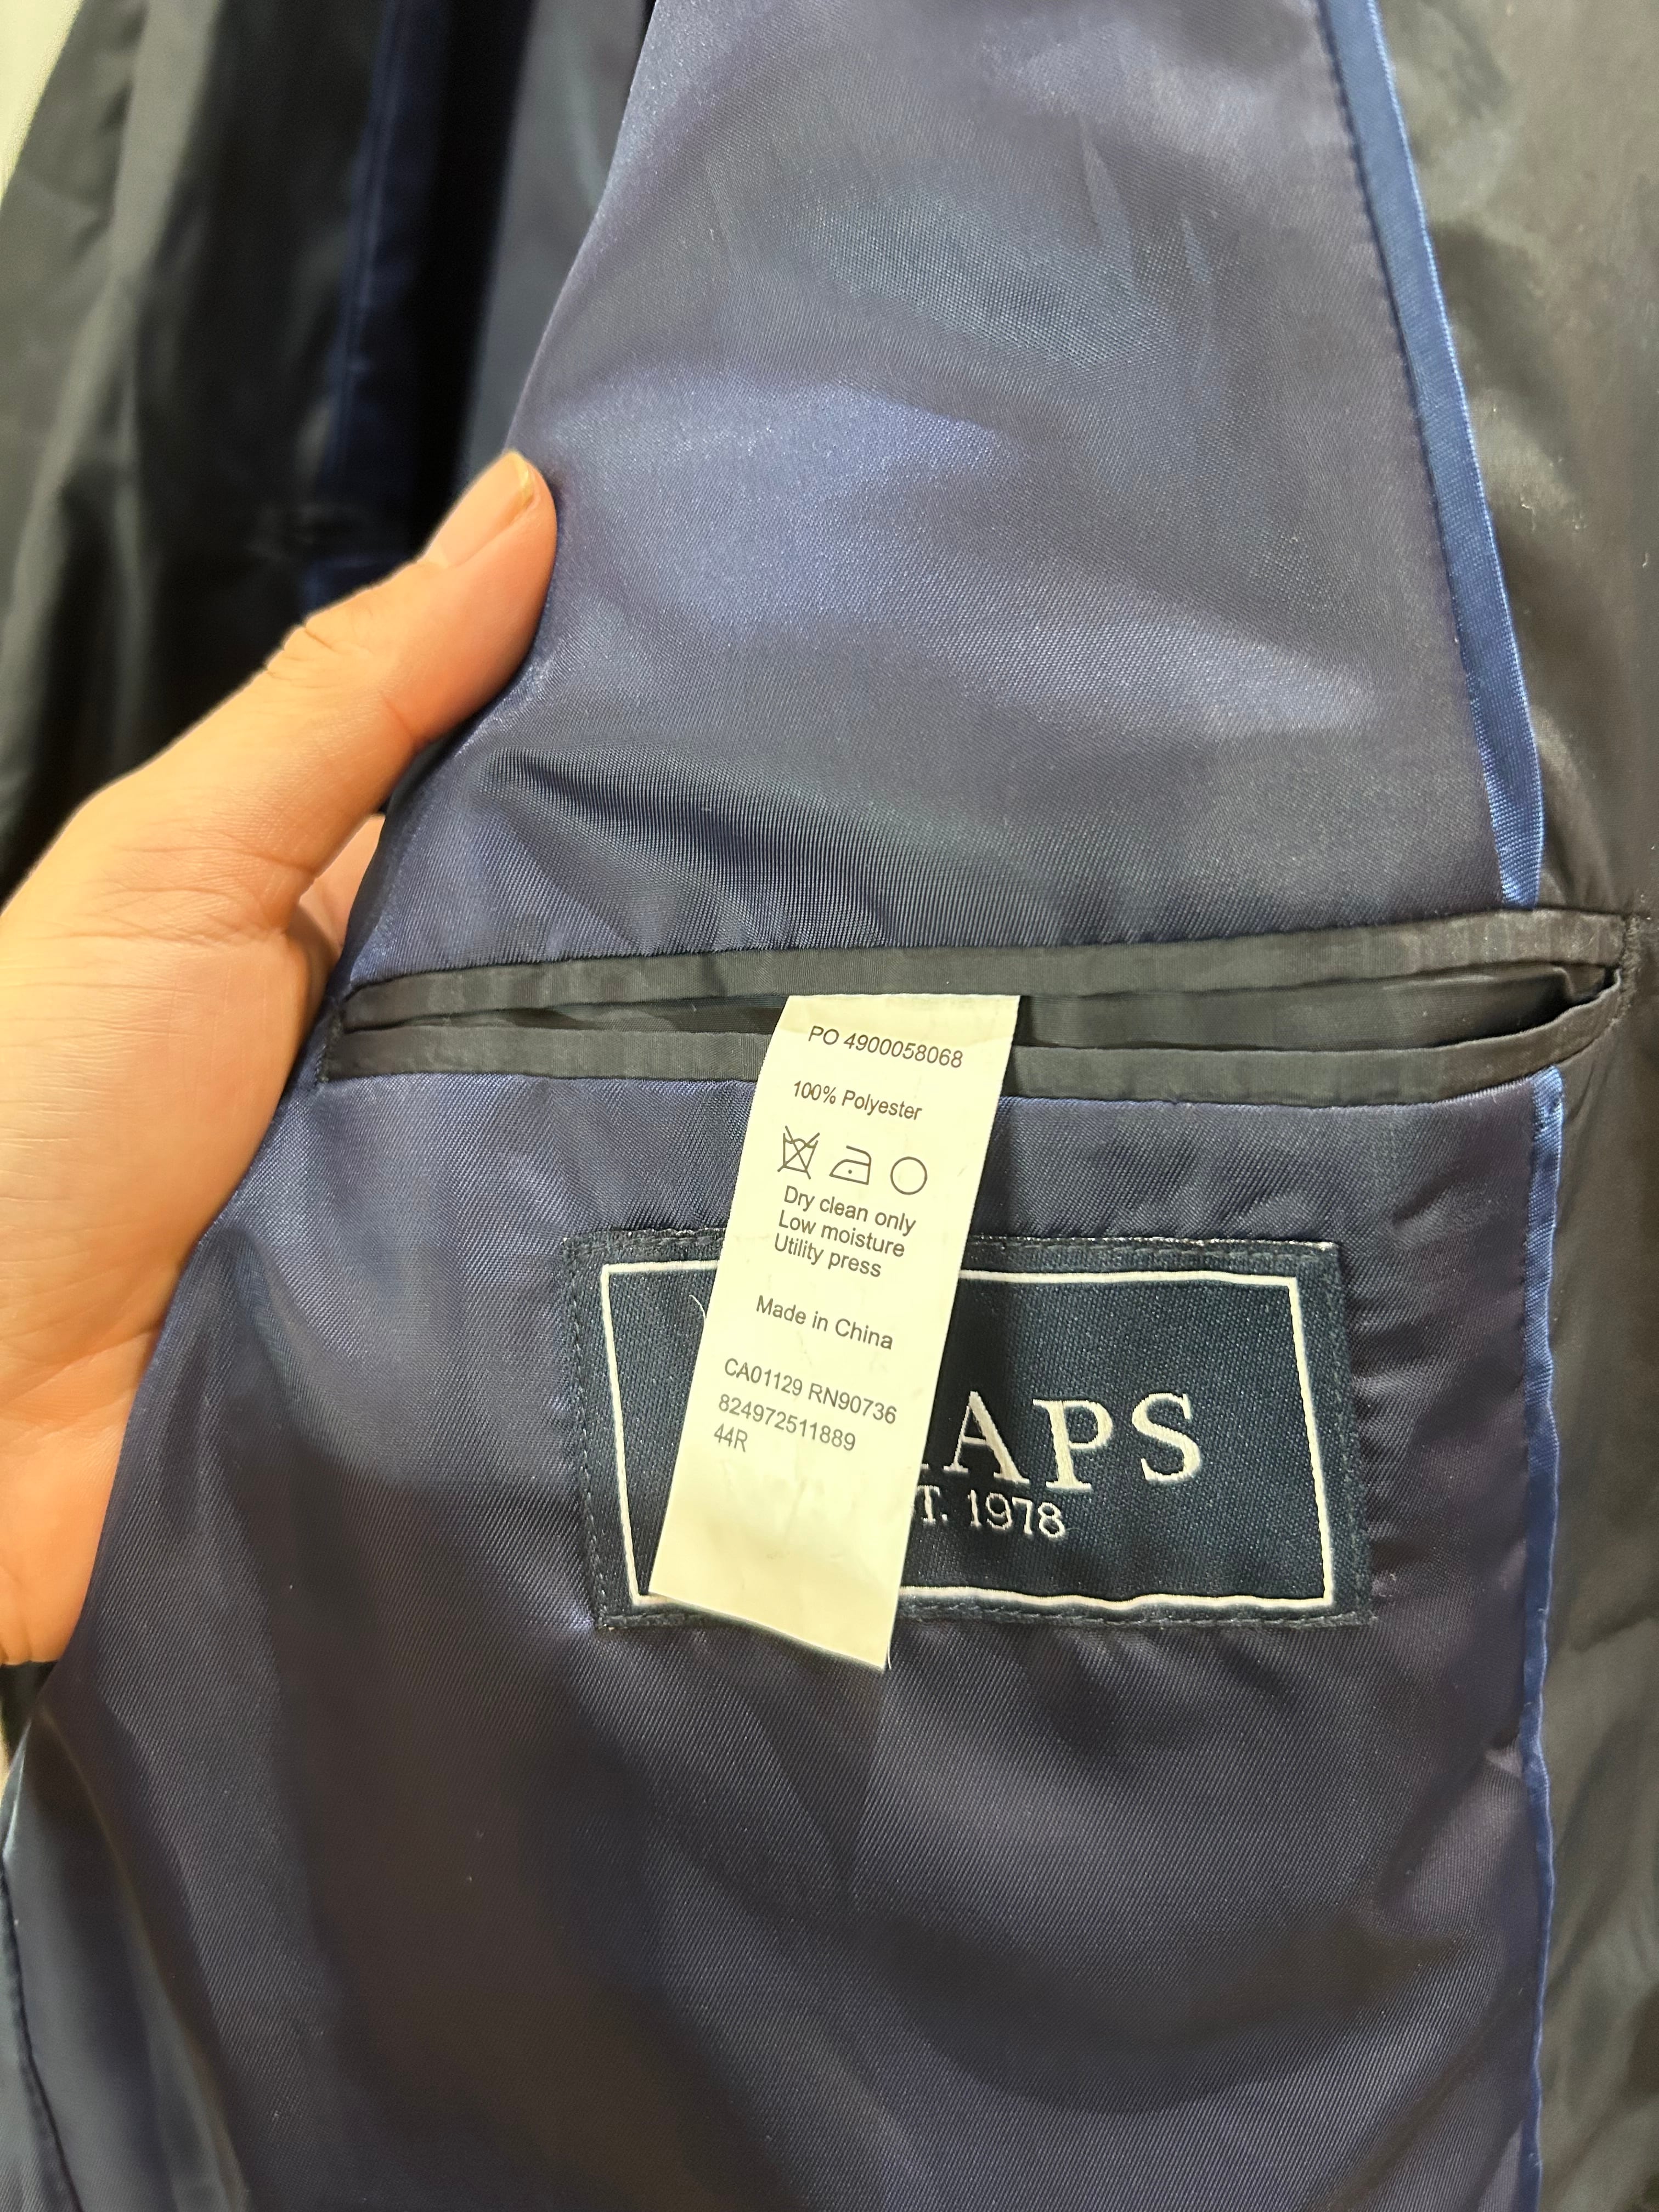 PO 4900058068
100% Polyester
Dry clean only
Low moisture
Utility press
Made in China
CA01129 RN90736
824972511889
44R
APS
T. 1978